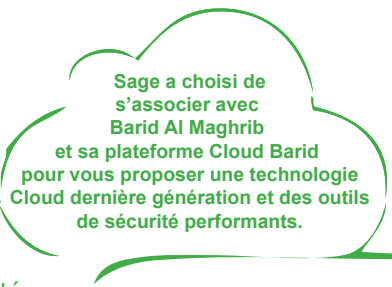 Sage a choisi de
s'associer avec
Barid Al Maghrib
et sa plateforme Cloud Barid
pour vous proposer une technologie
Cloud dernière génération et des outils
de sécurité performants.